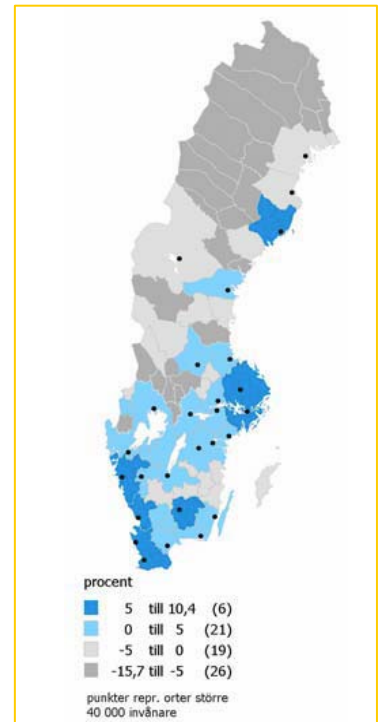 procent
5 till 10,4 (6)
0 till 5 (21)
-5 till 0 (19)
-15,7 till -5 (26)
punkter repr. orter större
40 000 invånare